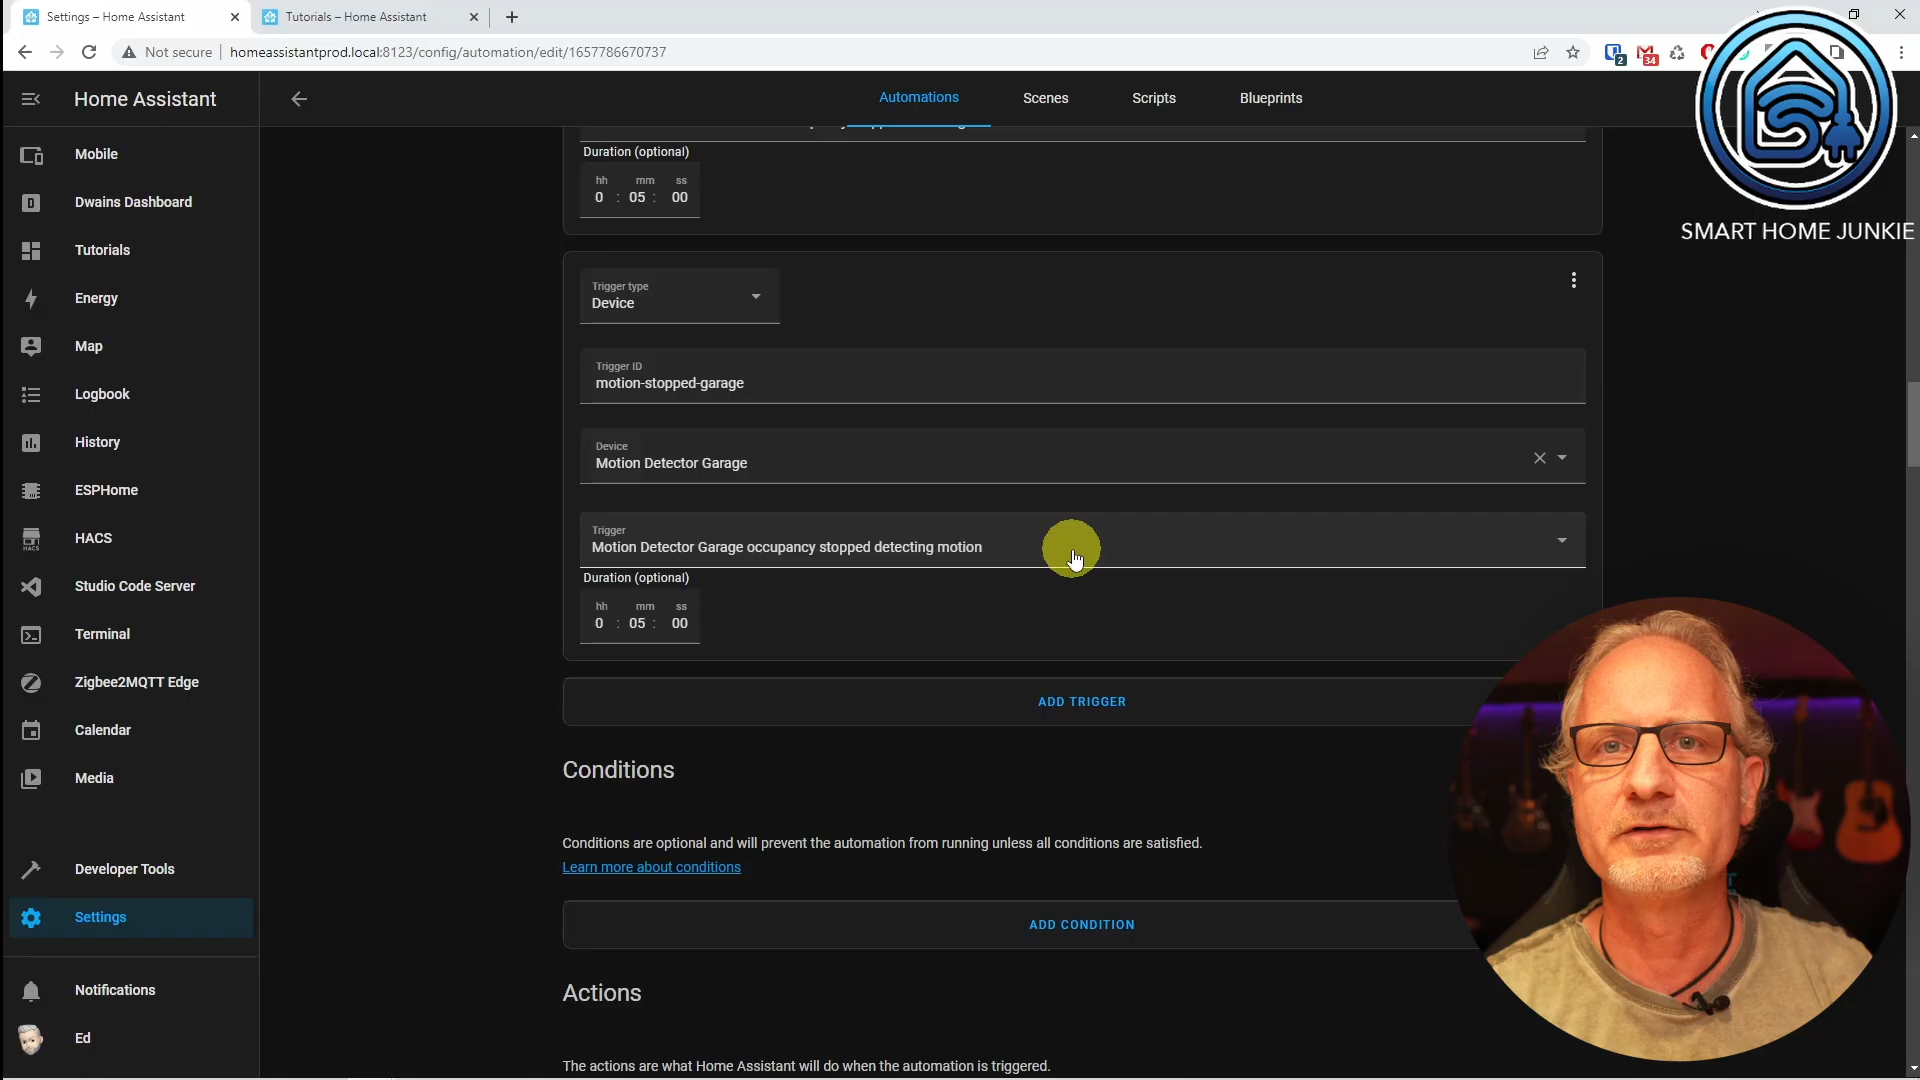 Settings – Home Assistant
Tutorials – Home Assistant
Not secure
homeassistantprod.local:8123/config/automation/edit/1657786670737
2
34
Home Assistant
Automations
Scenes
Scripts
Blueprints
SMART HOME JUNKIE
Mobile
Dwains Dashboard
Tutorials
Energy
Map
Logbook
History
ESPHome
HACS
HACS
Studio Code Server
Terminal
Zigbee2MQTT Edge
Calendar
Media
Developer Tools
Settings
Notifications
Ed
Duration (optional)
hh mm ss
0 : 05 : 00
Trigger type
Device
Trigger ID
motion-stopped-garage
Device
Motion Detector Garage
Trigger
Motion Detector Garage occupancy stopped detecting motion
Duration (optional)
hh mm ss
0 : 05 : 00
ADD TRIGGER
Conditions
Conditions are optional and will prevent the automation from running unless all conditions are satisfied.
Learn more about conditions
ADD CONDITION
Actions
The actions are what Home Assistant will do when the automation is triggered.